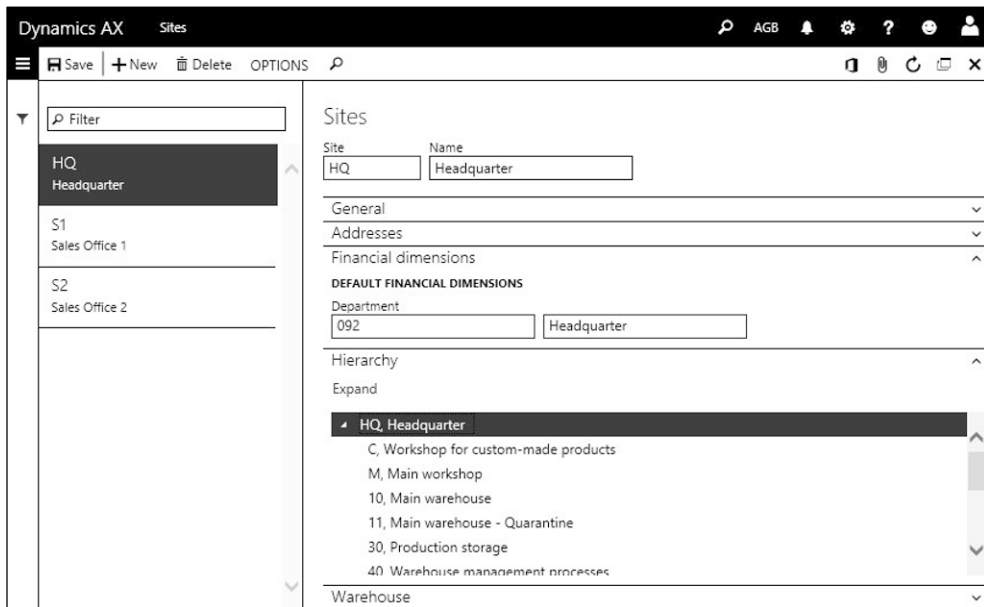 Dynamics AX Sites AGB ?
Save New Delete OPTIONS
Filter
HQ
Headquarter
S1
Sales Office 1
S2
Sales Office 2
Sites
Site Name
HQ Headquarter
General
Addresses
Financial dimensions
DEFAULT FINANCIAL DIMENSIONS
Department
092 Headquarter
Hierarchy
Expand
HQ, Headquarter
C, Workshop for custom-made products
M, Main workshop
10, Main warehouse
11, Main warehouse - Quarantine
30, Production storage
40, Warehouse management processes
Warehouse